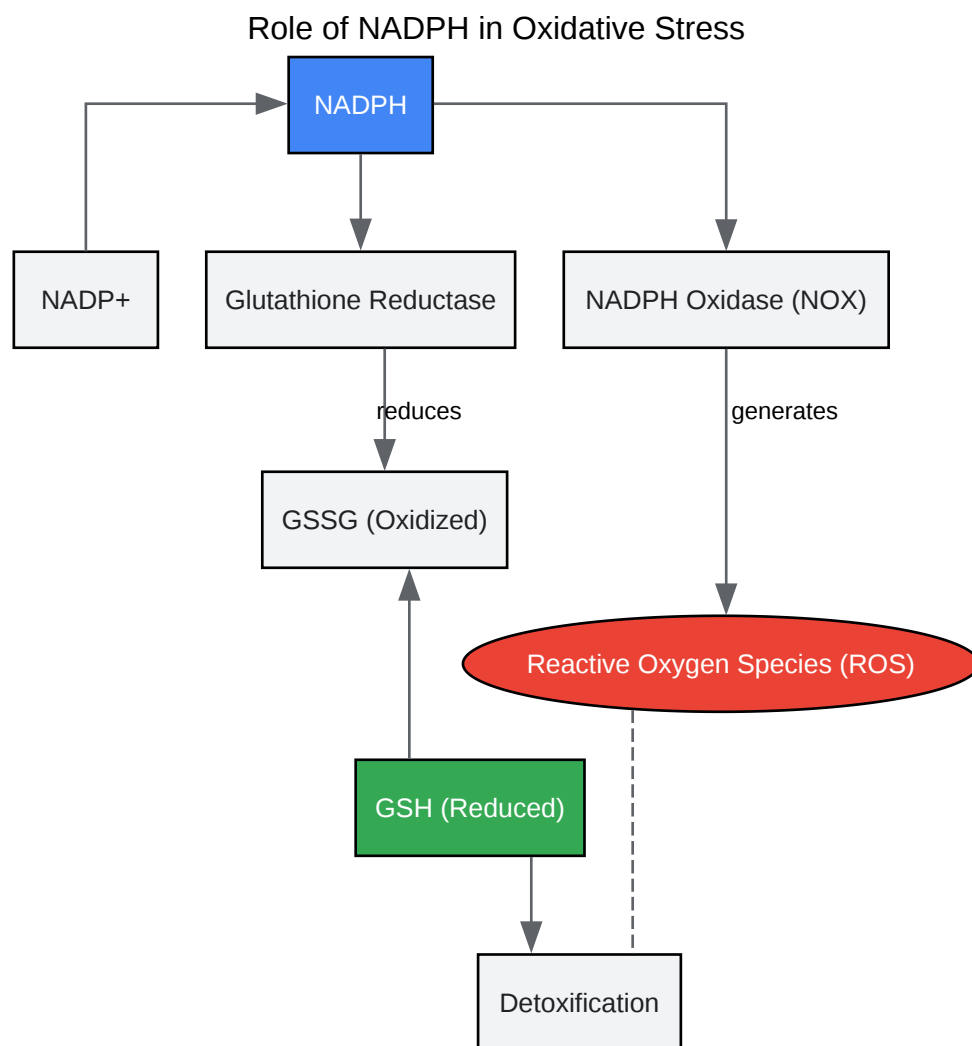 Role of NADPH in Oxidative Stress
NADPH
NADP+
Glutathione Reductase
NADPH Oxidase (NOX)
reduces
generates
GSSG (Oxidized)
Reactive Oxygen Species (ROS)
GSH (Reduced)
Detoxification